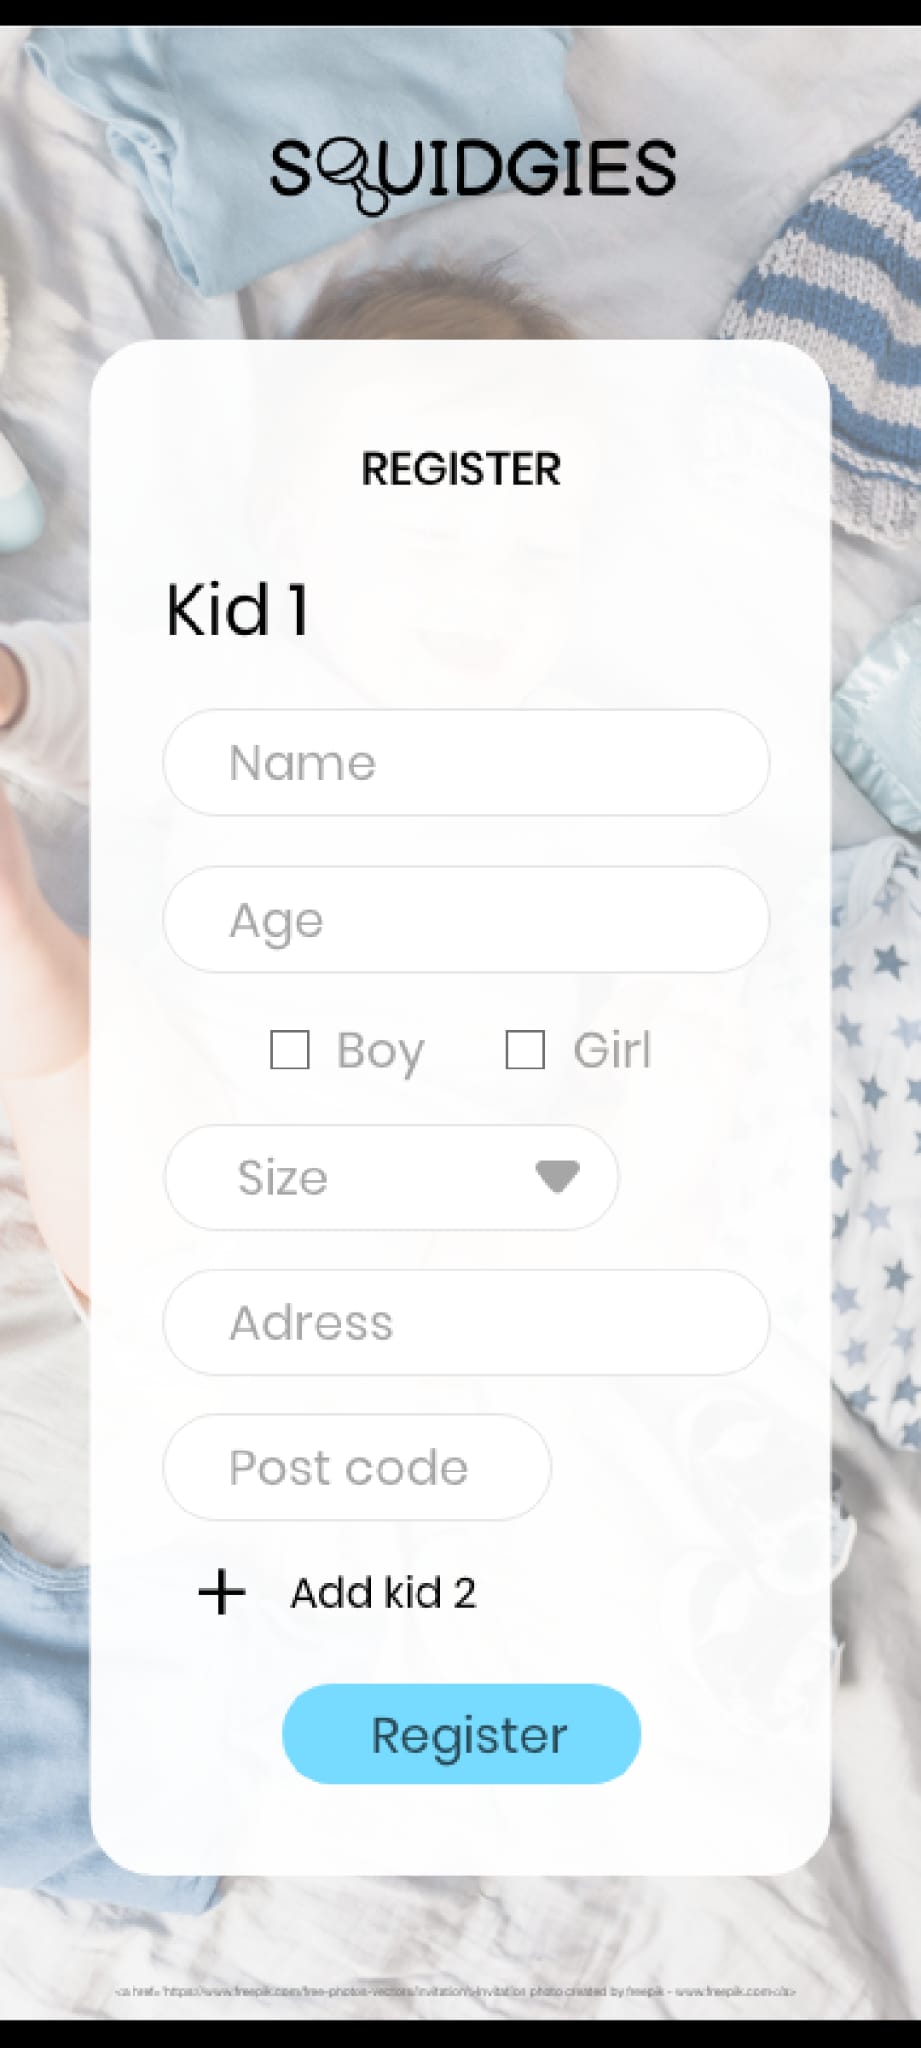 SQUIDGIES
REGISTER
Kid 1
Name
Age
Boy Girl
Size
Adress
Post code
Add kid 2
Register
<a href='https://www.freepik.com/free-photos-vectors/invitation'>Invitation photo created by freepik - www.freepik.com</a>